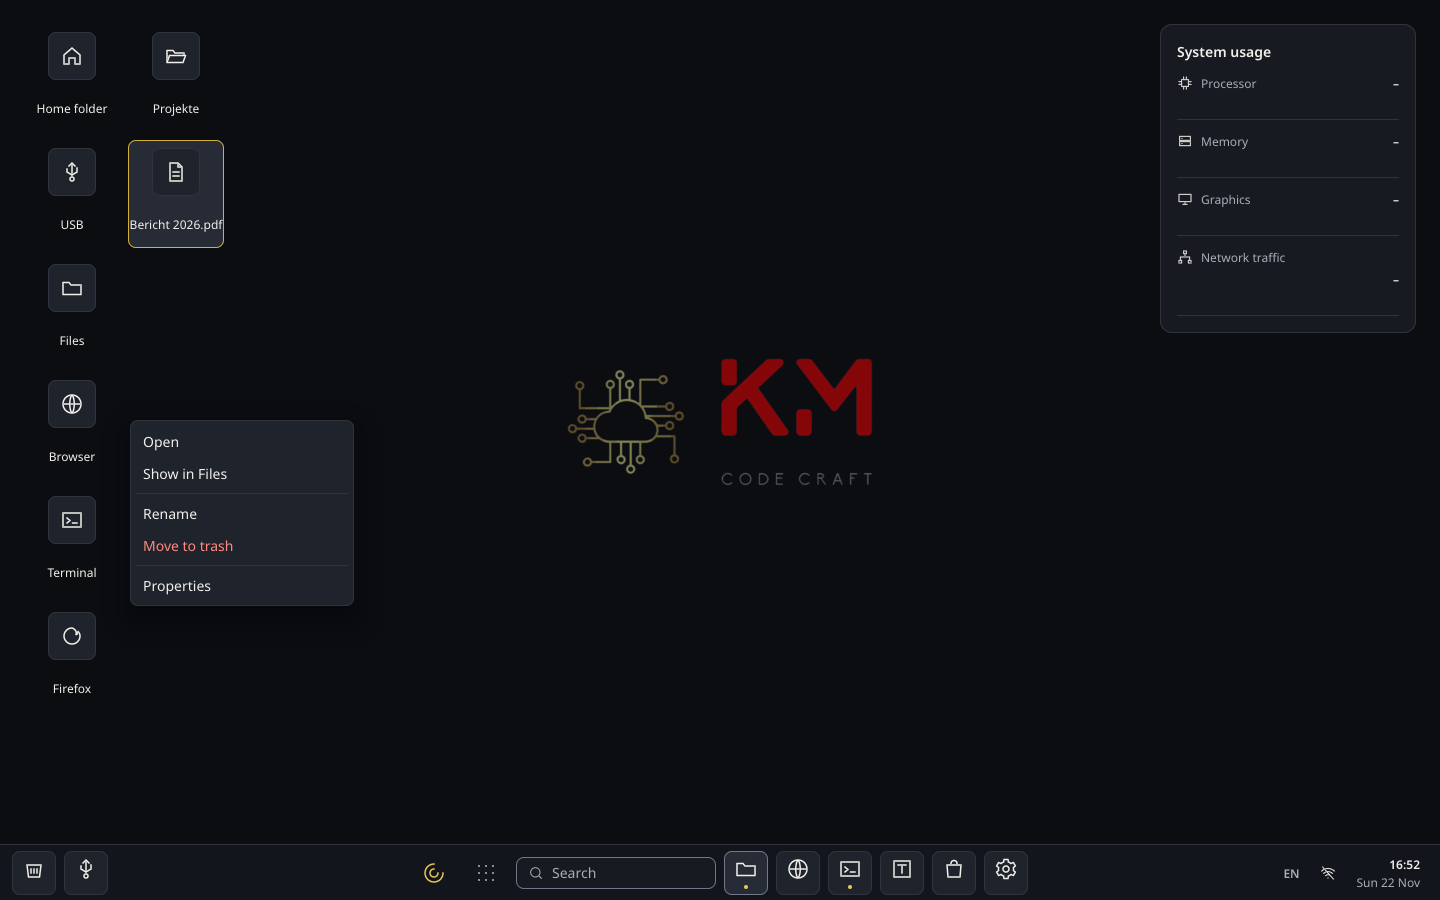 Home folder
Projekte
USB
Bericht 2026.pdf
Files
Browser
Terminal
Firefox
Open
Show in Files
Rename
Move to trash
Properties
KM
CODE CRAFT
System usage
Processor –
Memory –
Graphics –
Network traffic
–
Search
T
EN
16:52
Sun 22 Nov